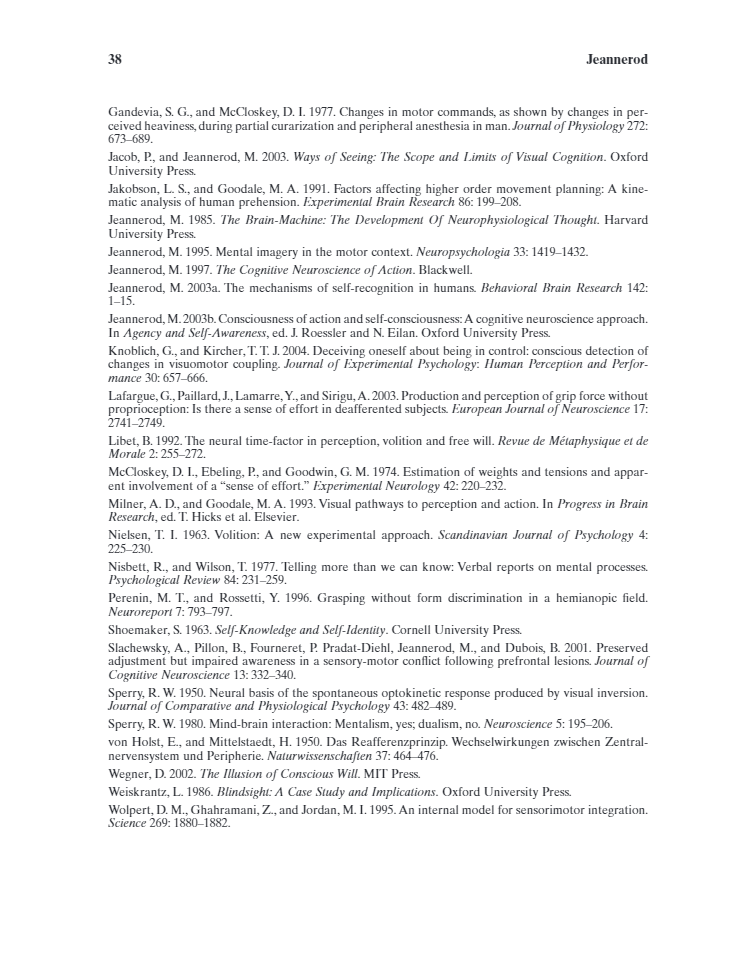 38 Jeannerod
Gandevia, S. G., and McCloskey, D. I. 1977. Changes in motor commands, as shown by changes in per-
ceived heaviness, during partial curarization and peripheral anesthesia in man. Journal of Physiology 272:
673–689.
Jacob, P., and Jeannerod, M. 2003. Ways of Seeing: The Scope and Limits of Visual Cognition. Oxford
University Press.
Jakobson, L. S., and Goodale, M. A. 1991. Factors affecting higher order movement planning: A kine-
matic analysis of human prehension. Experimental Brain Research 86: 199–208.
Jeannerod, M. 1985. The Brain-Machine: The Development Of Neurophysiological Thought. Harvard
University Press.
Jeannerod, M. 1995. Mental imagery in the motor context. Neuropsychologia 33: 1419–1432.
Jeannerod, M. 1997. The Cognitive Neuroscience of Action. Blackwell.
Jeannerod, M. 2003a. The mechanisms of self-recognition in humans. Behavioral Brain Research 142:
1–15.
Jeannerod, M. 2003b. Consciousness of action and self-consciousness: A cognitive neuroscience approach.
In Agency and Self-Awareness, ed. J. Roessler and N. Eilan. Oxford University Press.
Knoblich, G., and Kircher, T. T. J. 2004. Deceiving oneself about being in control: conscious detection of
changes in visuomotor coupling. Journal of Experimental Psychology: Human Perception and Perfor-
mance 30: 657–666.
Lafargue, G., Paillard, J., Lamarre, Y., and Sirigu, A. 2003. Production and perception of grip force without
proprioception: Is there a sense of effort in deafferented subjects. European Journal of Neuroscience 17:
2741–2749.
Libet, B. 1992. The neural time-factor in perception, volition and free will. Revue de Métaphysique et de
Morale 2: 255–272.
McCloskey, D. I., Ebeling, P., and Goodwin, G. M. 1974. Estimation of weights and tensions and appar-
ent involvement of a “sense of effort.” Experimental Neurology 42: 220–232.
Milner, A. D., and Goodale, M. A. 1993. Visual pathways to perception and action. In Progress in Brain
Research, ed. T. Hicks et al. Elsevier.
Nielsen, T. I. 1963. Volition: A new experimental approach. Scandinavian Journal of Psychology 4:
225–230.
Nisbett, R., and Wilson, T. 1977. Telling more than we can know: Verbal reports on mental processes.
Psychological Review 84: 231–259.
Perenin, M. T., and Rossetti, Y. 1996. Grasping without form discrimination in a hemianopic field.
Neuroreport 7: 793–797.
Shoemaker, S. 1963. Self-Knowledge and Self-Identity. Cornell University Press.
Slachewsky, A., Pillon, B., Fourneret, P. Pradat-Diehl, Jeannerod, M., and Dubois, B. 2001. Preserved
adjustment but impaired awareness in a sensory-motor conflict following prefrontal lesions. Journal of
Cognitive Neuroscience 13: 332–340.
Sperry, R. W. 1950. Neural basis of the spontaneous optokinetic response produced by visual inversion.
Journal of Comparative and Physiological Psychology 43: 482–489.
Sperry, R. W. 1980. Mind-brain interaction: Mentalism, yes; dualism, no. Neuroscience 5: 195–206.
von Holst, E., and Mittelstaedt, H. 1950. Das Reafferenzprinzip. Wechselwirkungen zwischen Zentral-
nervensystem und Peripherie. Naturwissenschaften 37: 464–476.
Wegner, D. 2002. The Illusion of Conscious Will. MIT Press.
Weiskrantz, L. 1986. Blindsight: A Case Study and Implications. Oxford University Press.
Wolpert, D. M., Ghahramani, Z., and Jordan, M. I. 1995. An internal model for sensorimotor integration.
Science 269: 1880–1882.